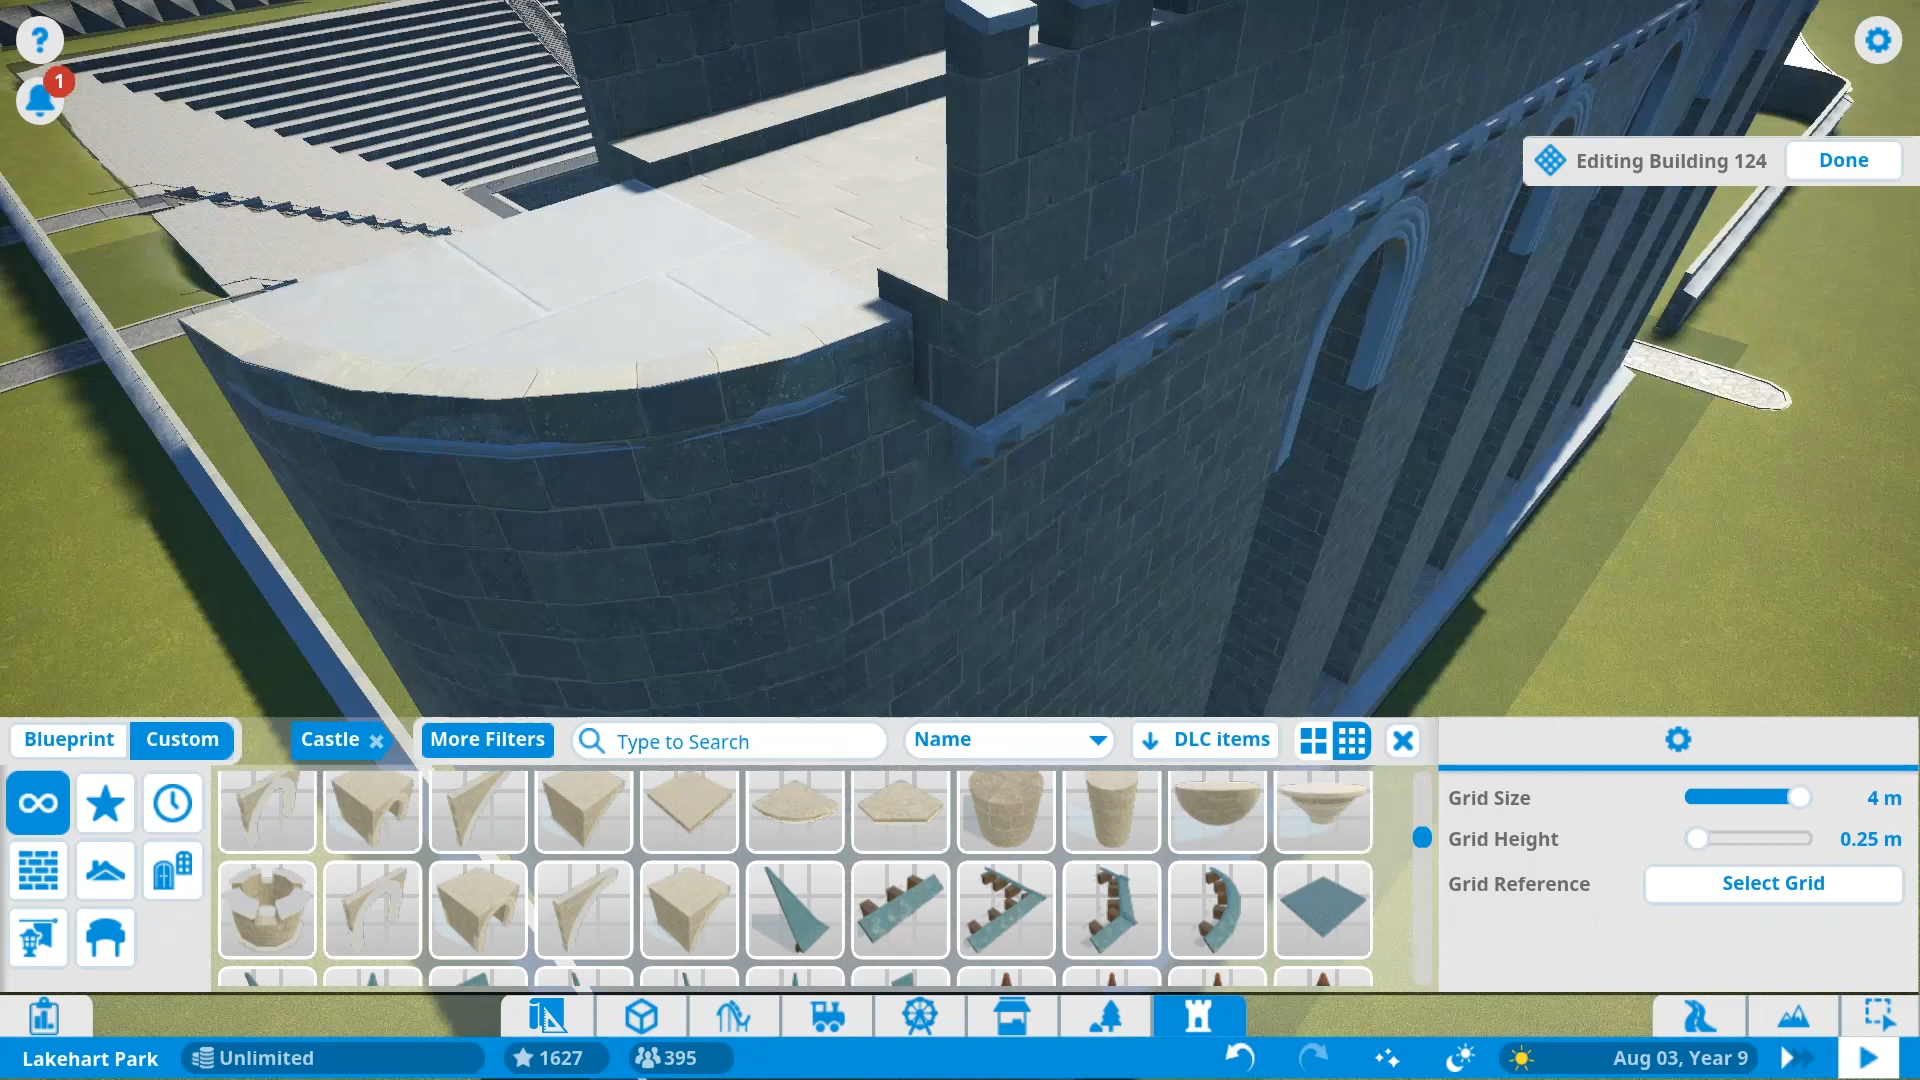 ?
1
Editing Building 124
Done
Blueprint
Custom
Castle
More Filters
Type to Search
Name
DLC items
Grid Size
4 m
Grid Height
0.25 m
Grid Reference
Select Grid
Lakehart Park
Unlimited
1627
395
Aug 03, Year 9